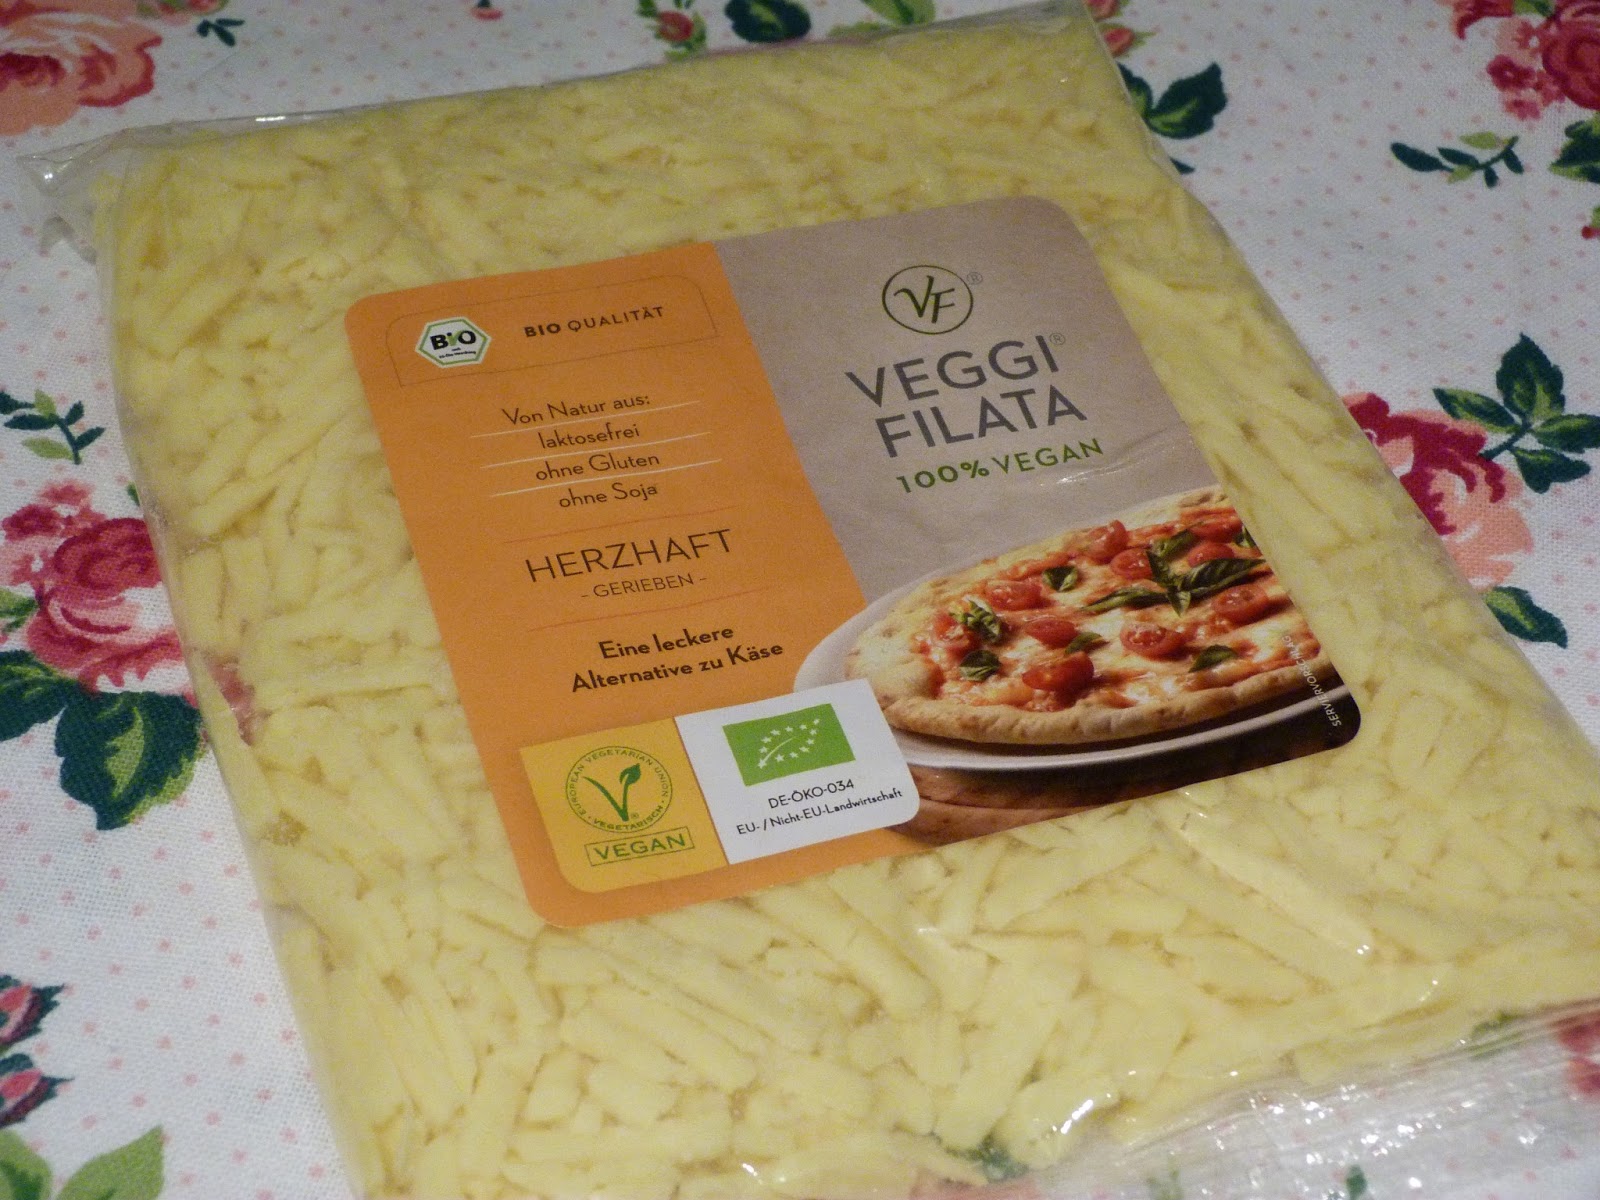 BIO
BIO QUALITÄT
Von Natur aus:
laktosefrei
ohne Gluten
ohne Soja
HERZHAFT
- GERIEBEN -
Eine leckere
Alternative zu Käse
EUROPEAN VEGETARIAN UNION
VEGETARISCH
VEGAN
DE-ÖKO-034
EU- / Nicht-EU-Landwirtschaft
VF®
VEGGI®
FILATA
100% VEGAN
SERVIERVORSCHLAG